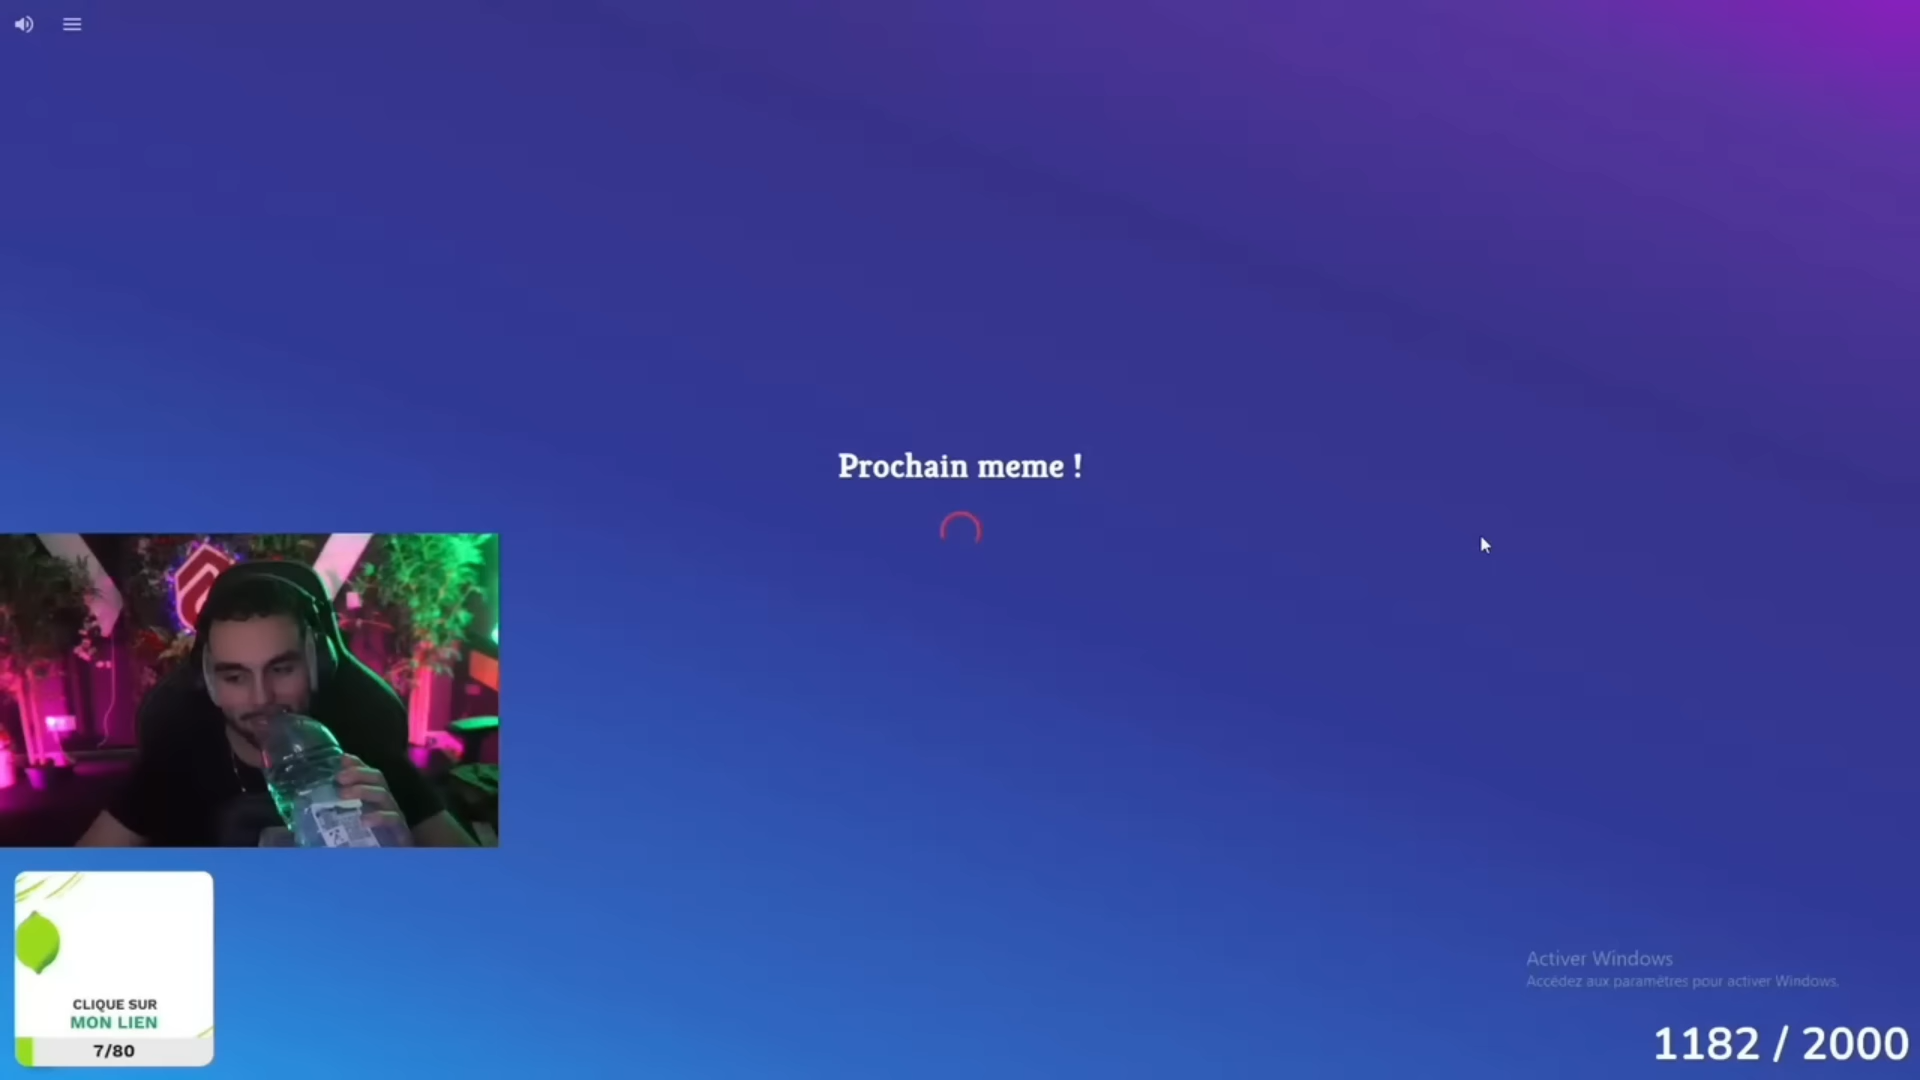 Prochain meme !
CLIQUE SUR
MON LIEN
7/80
Activer Windows
Accédez aux paramètres pour activer Windows.
1182 / 2000